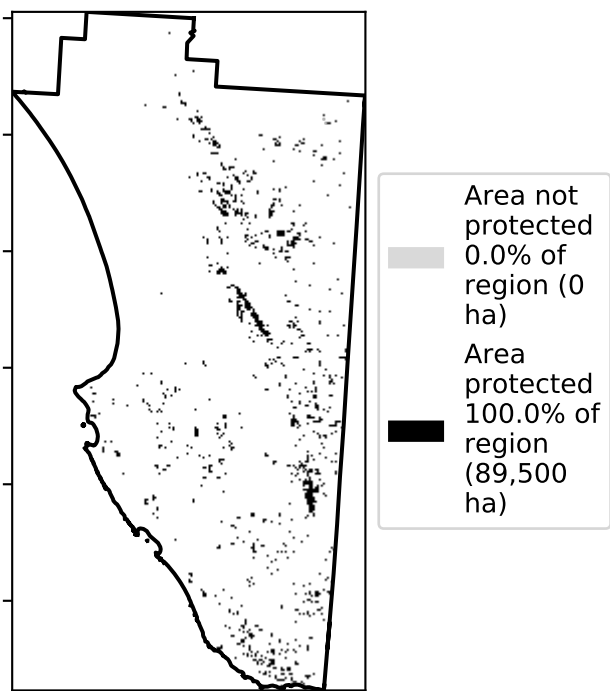 Area not
protected
0.0% of
region (0
ha)
Area
protected
100.0% of
region
(89,500
ha)